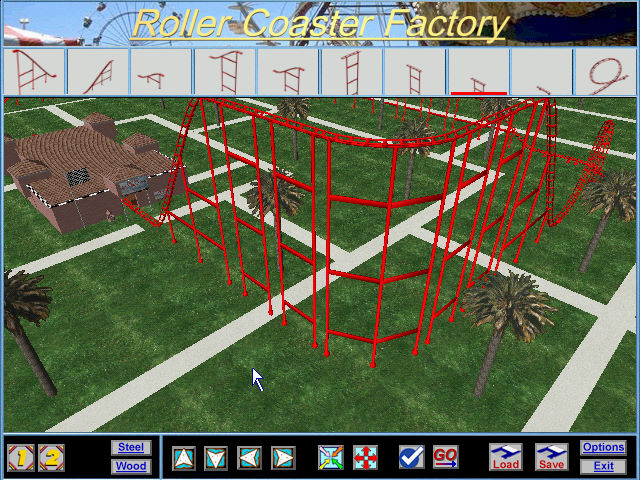 Roller Coaster Factory
1 2 Steel
Wood
GO
Load Save
Options
Exit